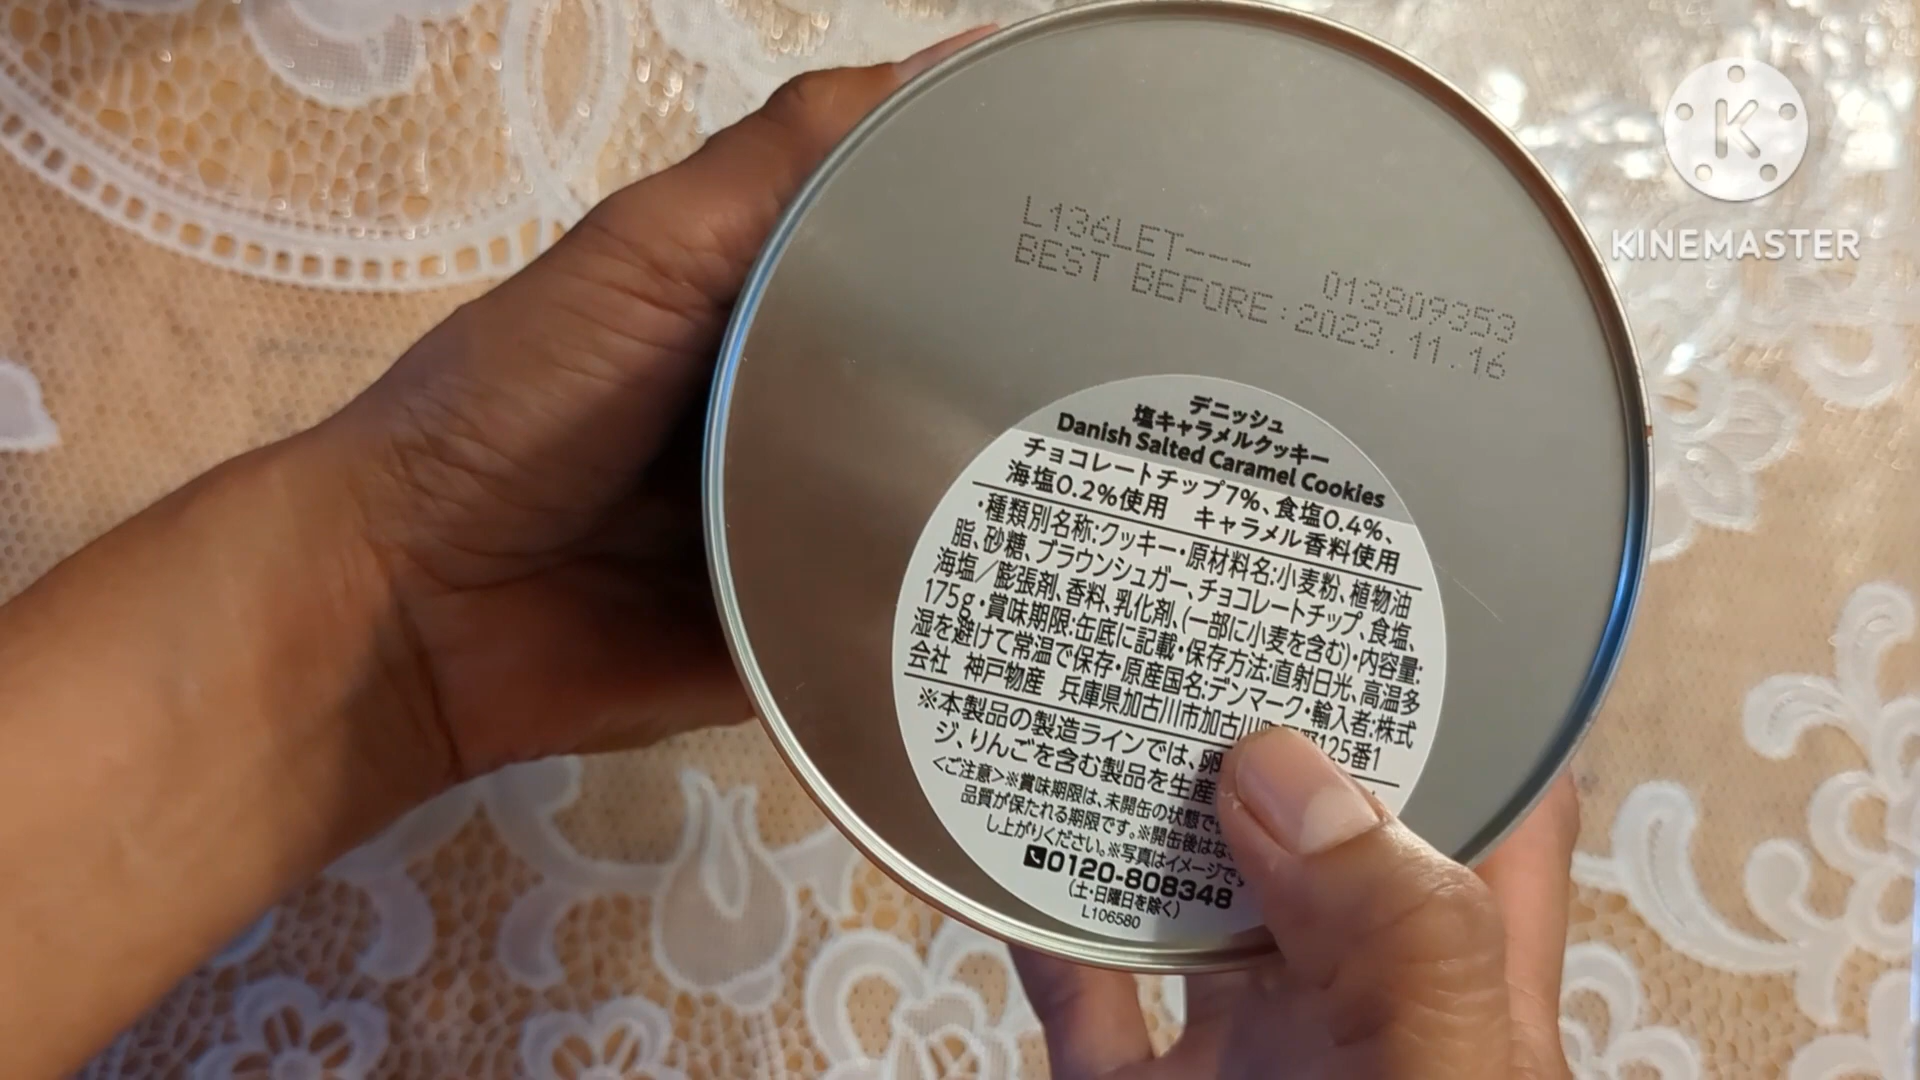 L136LET--- 013809353
BEST BEFORE:2023.11.16
デニッシュ
塩キャラメルクッキー
Danish Salted Caramel Cookies
チョコレートチップ7%、食塩0.4%、
海塩0.2%使用 キャラメル香料使用
・種類別名称:クッキー・原材料名:小麦粉、植物油
脂、砂糖、ブラウンシュガー、チョコレートチップ、食塩、
海塩／膨張剤、香料、乳化剤、(一部に小麦を含む)・内容量:
175g・賞味期限:缶底に記載・保存方法:直射日光、高温多
湿を避けて常温で保存・原産国名:デンマーク・輸入者:株式
会社 神戸物産 兵庫県加古川市加古川 野125番1
※本製品の製造ラインでは、卵
ジ、りんごを含む製品を生産
<ご注意>※賞味期限は、未開缶の状態で
品質が保たれる期限です。※開缶後はな
し上がりください。※写真はイメージです
0120-808348
(土・日曜日を除く)
L106580
K
KINEMASTER